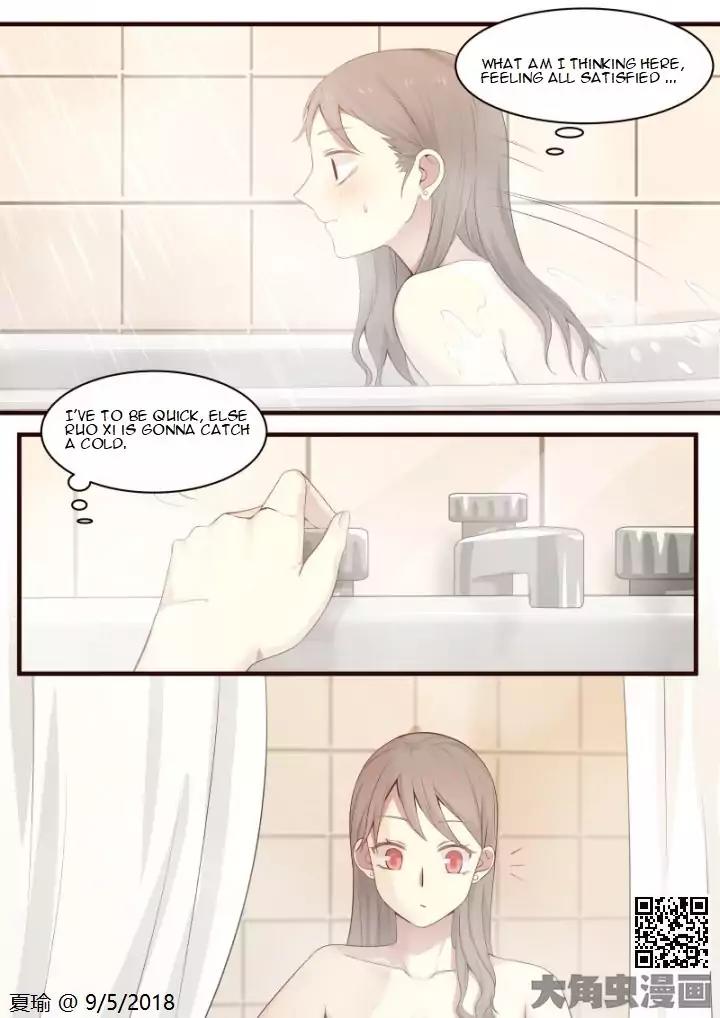 WHAT AM I THINKING HERE,
FEELING ALL SATISFIED ...
I'VE TO BE QUICK, ELSE
RUO XI IS GONNA CATCH
A COLD.
夏瑜 @ 9/5/2018
大角虫漫画